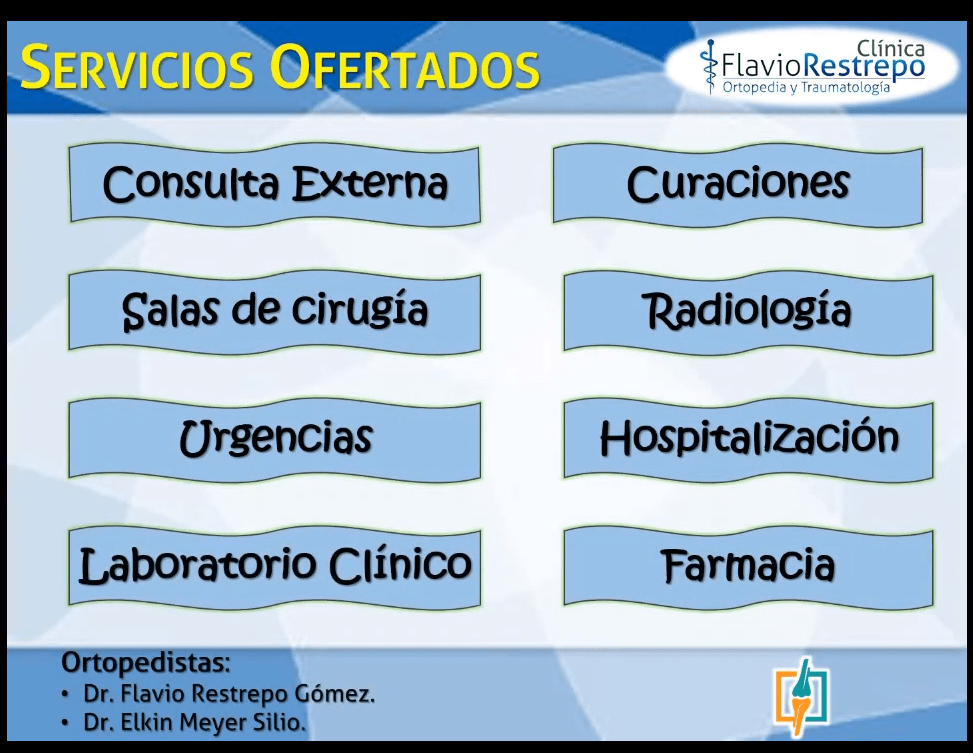 SERVICIOS OFERTADOS
Clínica
FlavioRestrepo
Ortopedia y Traumatología
Consulta Externa
Curaciones
Salas de cirugía
Radiología
Urgencias
Hospitalización
Laboratorio Clínico
Farmacia
Ortopedistas:
• Dr. Flavio Restrepo Gómez.
• Dr. Elkin Meyer Silio.